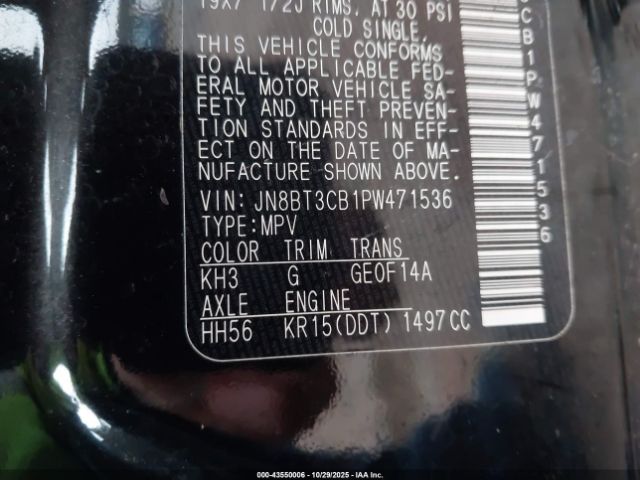 19X7 1/2J RIMS, AT 30 PSI
COLD SINGLE,
THIS VEHICLE CONFORMS
TO ALL APPLICABLE FED-
ERAL MOTOR VEHICLE SA-
FETY AND THEFT PREVEN-
TION STANDARDS IN EFF-
ECT ON THE DATE OF MA-
NUFACTURE SHOWN ABOVE.
VIN: JN8BT3CB1PW471536
TYPE:MPV
COLOR TRIM TRANS
KH3 G GEOF14A
AXLE ENGINE
HH56 KR15(DDT) 1497CC
CB1PW471536
000-43550006 10/29/2025 IAA Inc.